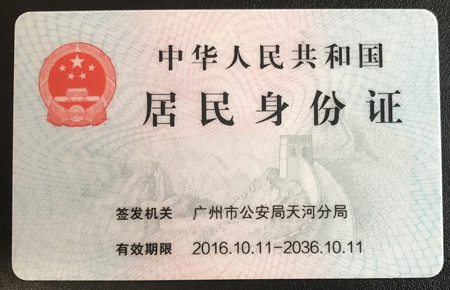 中华人民共和国
居民身份证
签发机关 广州市公安局天河分局
有效期限 2016.10.11-2036.10.11